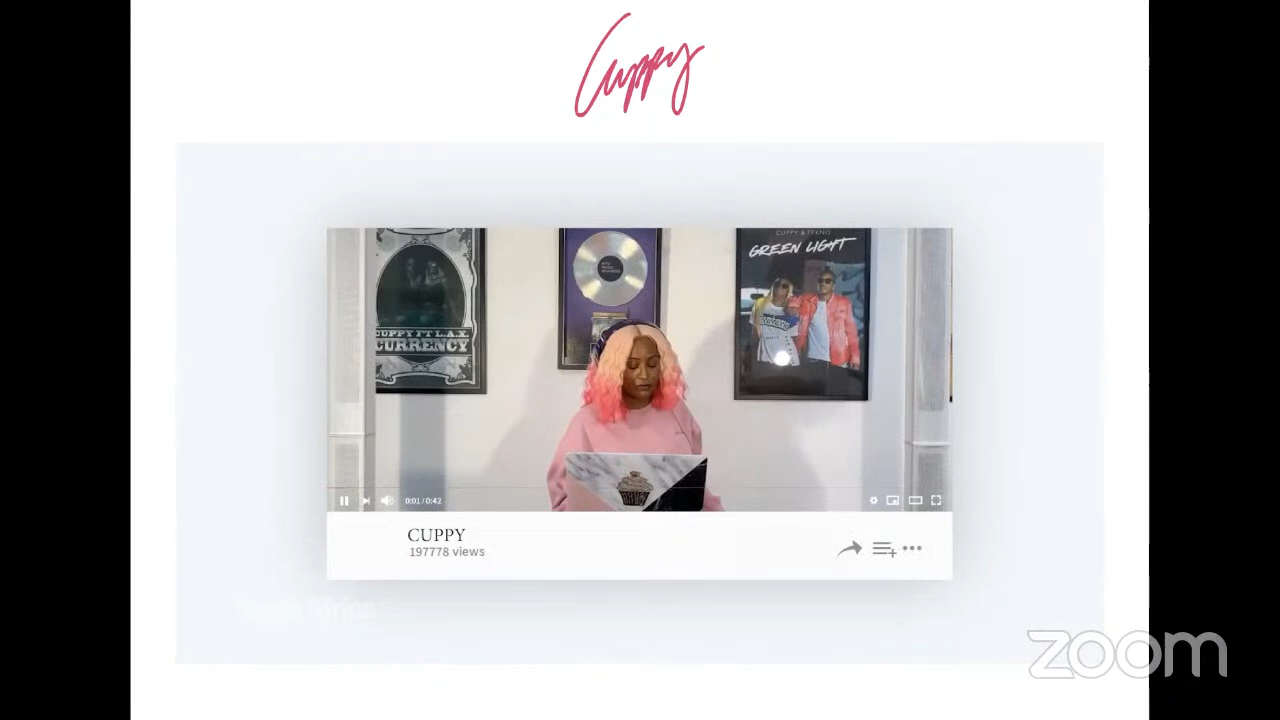 Cuppy
CUPPY & TEKNO
GREEN LIGHT
CUPPY FT L.A.X.
CURRENCY
0:01 / 0:42
CUPPY
197778 views
zoom